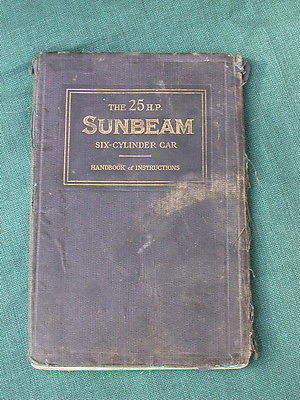 THE 25 H.P.
SUNBEAM
SIX-CYLINDER CAR
HANDBOOK of INSTRUCTIONS